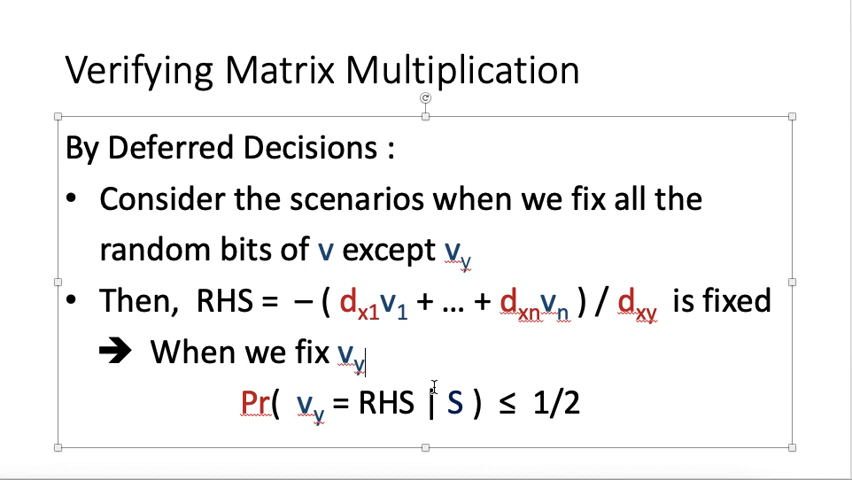 Verifying Matrix Multiplication
By Deferred Decisions :
• Consider the scenarios when we fix all the
random bits of v except vy
• Then, RHS = – ( dx1v1 + … + dxnvn ) / dxy is fixed
➔ When we fix vy
Pr( vy = RHS | S ) ≤ 1/2